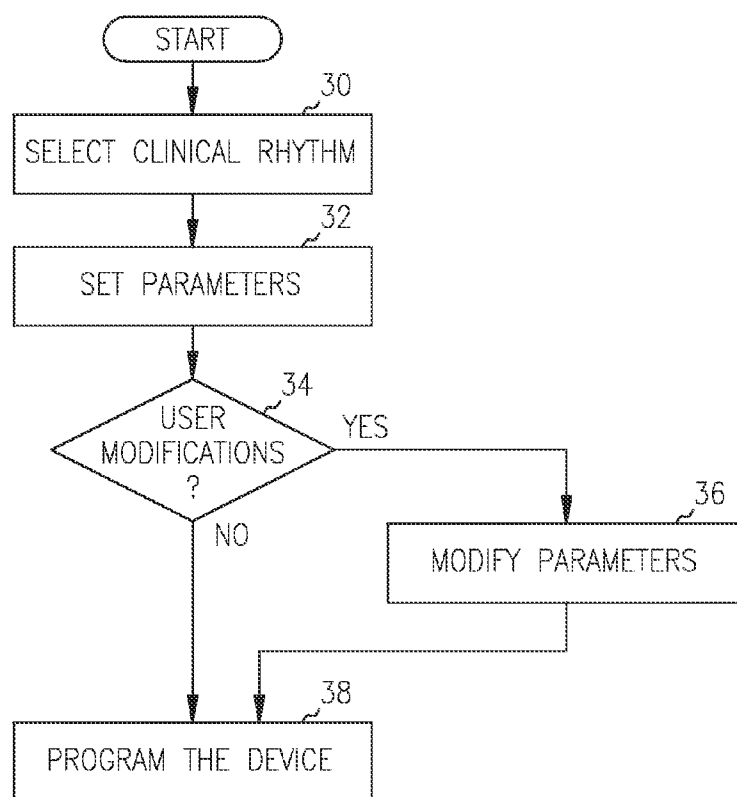 START
30
SELECT CLINICAL RHYTHM
32
SET PARAMETERS
34
USER
MODIFICATIONS
?
YES
NO
36
MODIFY PARAMETERS
38
PROGRAM THE DEVICE